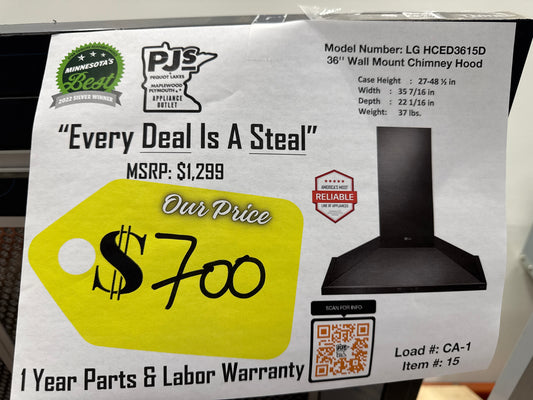 MINNESOTA'S
Best
2022 SILVER WINNER
PJs
PEQUOT LAKES
MAPLEWOOD
PLYMOUTH
APPLIANCE
OUTLET
Model Number: LG HCED3615D
36" Wall Mount Chimney Hood
Case Height : 27-48 ½ in
Width : 35 7/16 in
Depth : 22 1/16 in
Weight: 37 lbs.
"Every Deal Is A Steal"
MSRP: $1,299
Our Price
$700
AMERICA'S MOST
RELIABLE
LINE OF APPLIANCES
SCAN FOR INFO
Load #: CA-1
Item #: 15
1 Year Parts & Labor Warranty